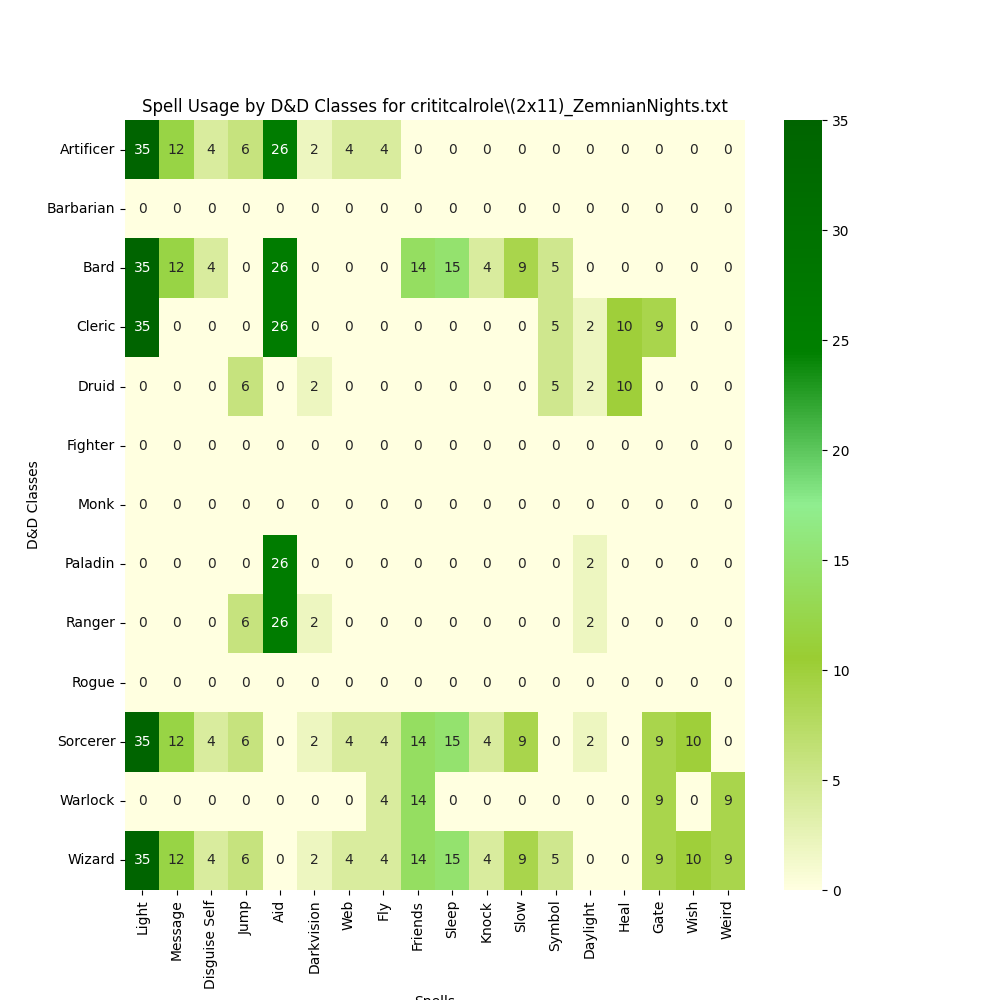 Spell Usage by D&D Classes for crititcalrole\(2x11)_ZemnianNights.txt
D&D Classes
Artificer 35 12 4 6 26 2 4 4 0 0 0 0 0 0 0 0 0 0
Barbarian 0 0 0 0 0 0 0 0 0 0 0 0 0 0 0 0 0 0
Bard 35 12 4 0 26 0 0 0 14 15 4 9 5 0 0 0 0 0
Cleric 35 0 0 0 26 0 0 0 0 0 0 0 5 2 10 9 0 0
Druid 0 0 0 6 0 2 0 0 0 0 0 0 5 2 10 0 0 0
Fighter 0 0 0 0 0 0 0 0 0 0 0 0 0 0 0 0 0 0
Monk 0 0 0 0 0 0 0 0 0 0 0 0 0 0 0 0 0 0
Paladin 0 0 0 0 26 0 0 0 0 0 0 0 0 2 0 0 0 0
Ranger 0 0 0 6 26 2 0 0 0 0 0 0 0 2 0 0 0 0
Rogue 0 0 0 0 0 0 0 0 0 0 0 0 0 0 0 0 0 0
Sorcerer 35 12 4 6 0 2 4 4 14 15 4 9 0 2 0 9 10 0
Warlock 0 0 0 0 0 0 0 4 14 0 0 0 0 0 0 9 0 9
Wizard 35 12 4 6 0 2 4 4 14 15 4 9 5 0 0 9 10 9
Light Message Disguise Self Jump Aid Darkvision Web Fly Friends Sleep Knock Slow Symbol Daylight Heal Gate Wish Weird
Spells
35
30
25
20
15
10
5
0